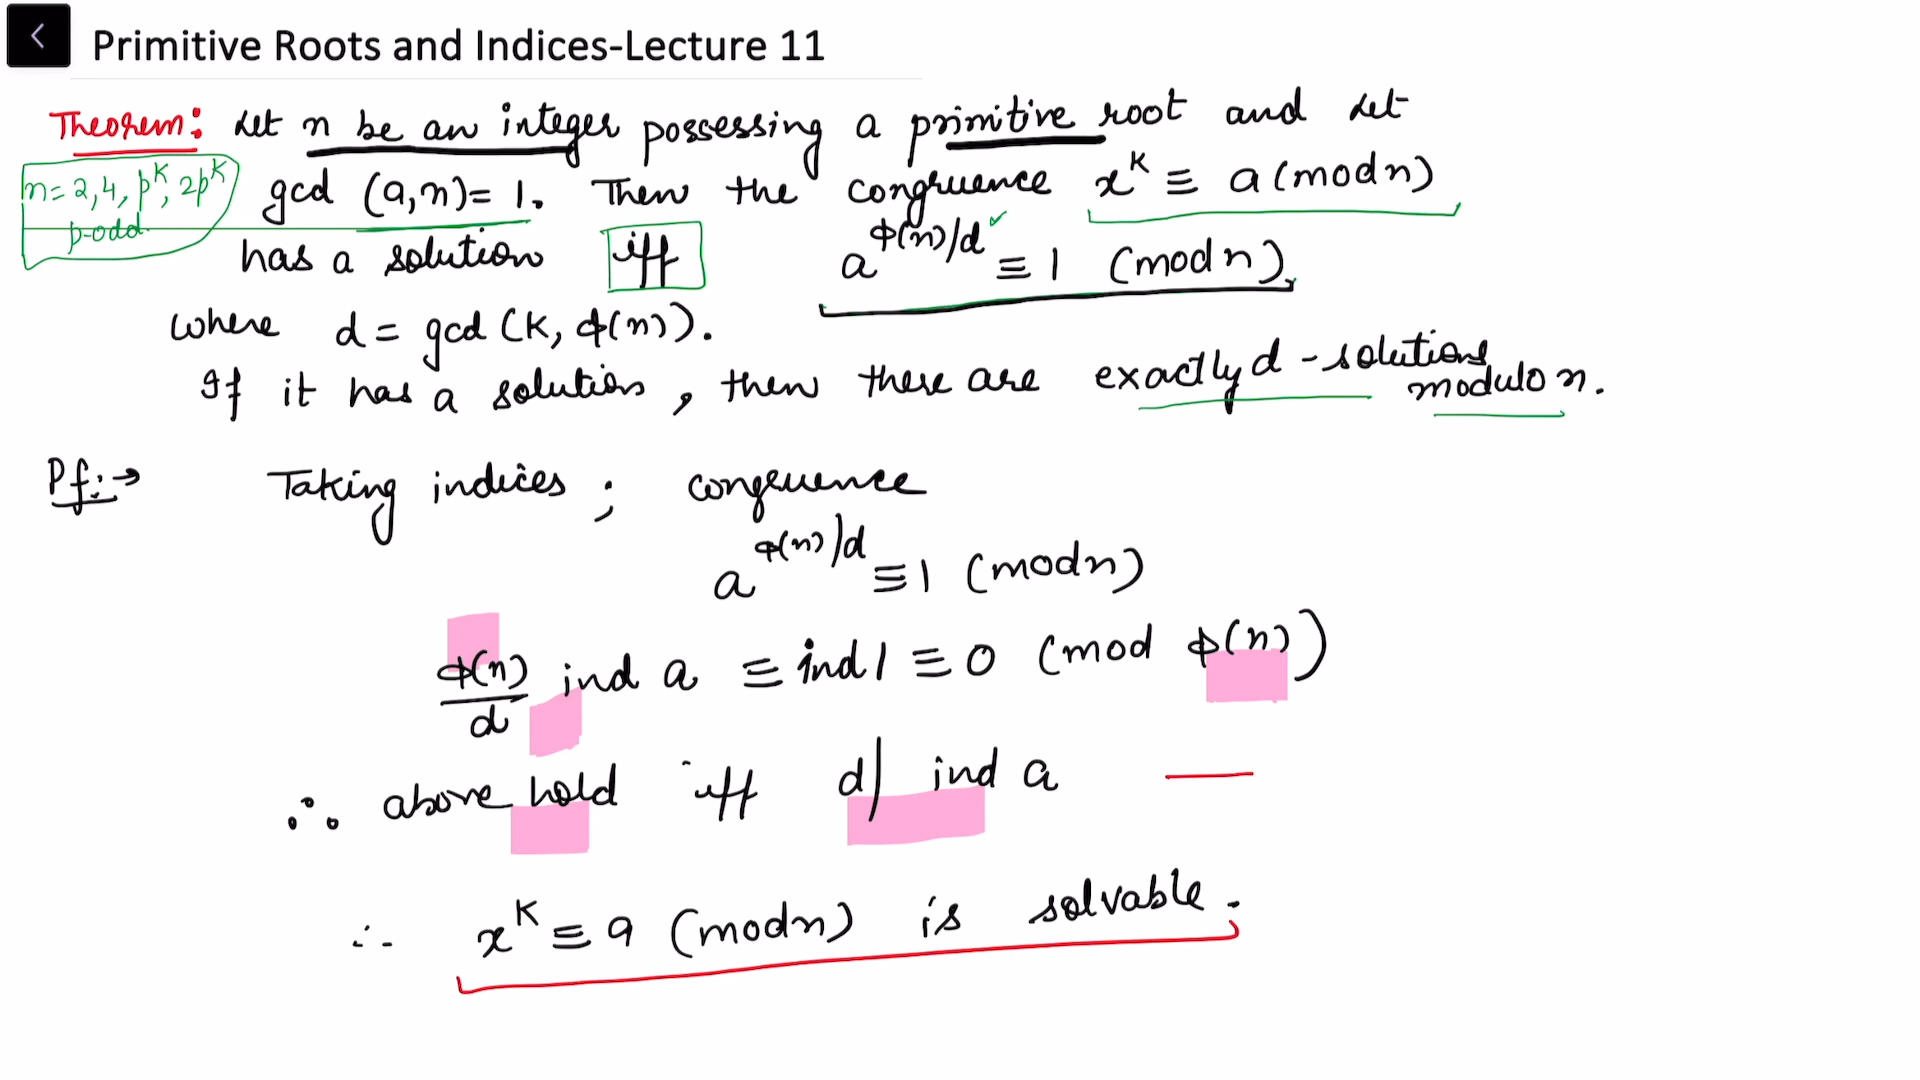 Primitive Roots and Indices-Lecture 11
Theorem: Let n be an integer possessing a primitive root and let
n=2,4,p^k,2p^k
p-odd.
gcd (a,n)=1. Then the congruence x^k ≡ a(mod n)
has a solution iff a^φ(n)/d ≡ 1 (mod n).
where d = gcd(k, φ(n)).
If it has a solution, then there are exactly d-solutions modulo n.
Pf:→ Taking indices; congruence
a^φ(n)/d ≡ 1 (mod n)
φ(n)/d ind a ≡ ind 1 ≡ 0 (mod φ(n))
∴ above hold iff d| ind a —
∴ x^k ≡ a (mod n) is solvable.